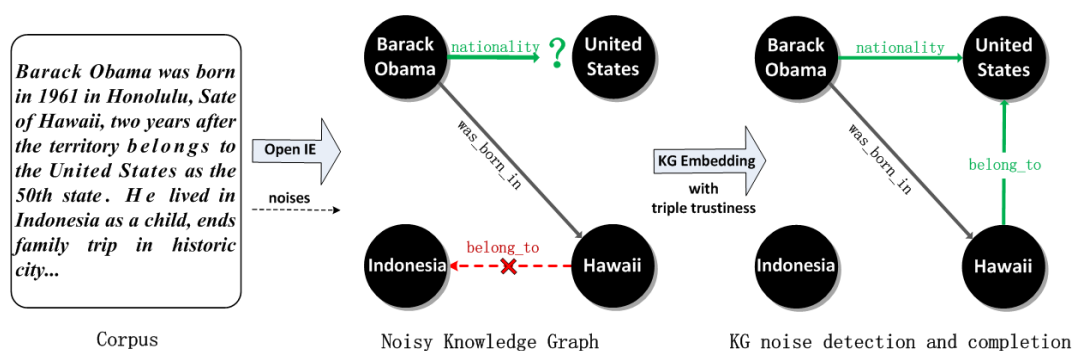 Barack Obama was born
in 1961 in Honolulu, Sate
of Hawaii, two years after
the territory belongs to
the United States as the
50th state. He lived in
Indonesia as a child, ends
family trip in historic
city...
Corpus
Open IE
noises
Barack
Obama
nationality
?
United
States
was_born_in
belong_to
Indonesia
Hawaii
Noisy Knowledge Graph
KG Embedding
with
triple trustiness
Barack
Obama
nationality
United
States
was_born_in
belong_to
Indonesia
Hawaii
KG noise detection and completion